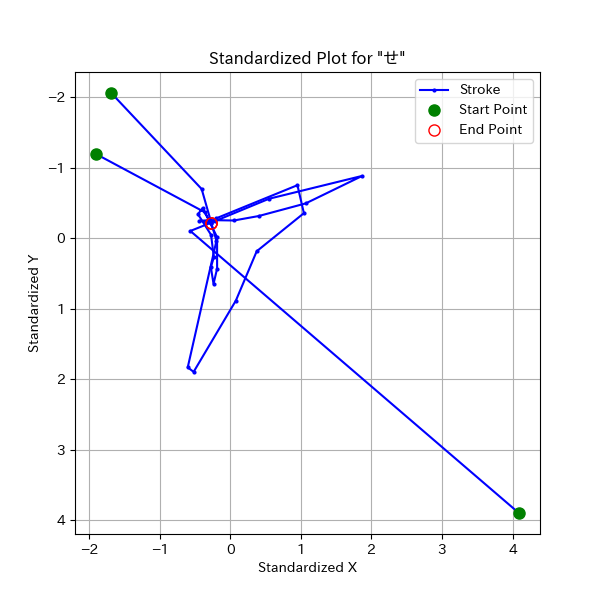 Standardized Plot for "せ"
Stroke
Start Point
End Point
Standardized Y
−2
−1
0
1
2
3
4
−2 −1 0 1 2 3 4
Standardized X